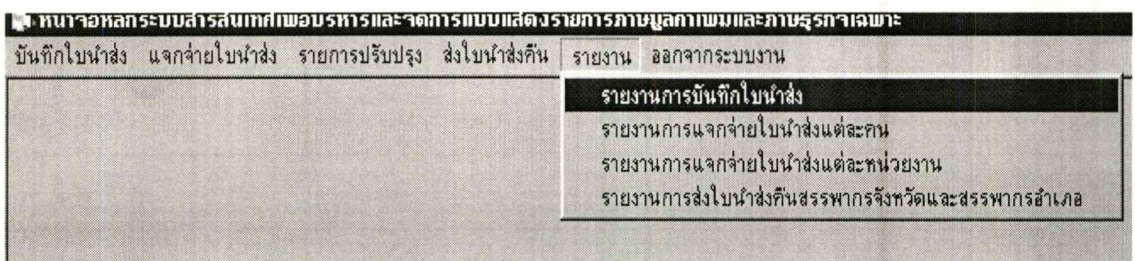 หน้าจอหลักระบบสารสนเทศเพื่อบริหารและจัดการแบบแสดงรายการภาษีมูลค่าเพิ่มและภาษีธุรกิจเฉพาะ
บันทึกใบนำส่ง แจกจ่ายใบนำส่ง รายการปรับปรุง ส่งใบนำส่งคืน รายงาน ออกจากระบบงาน
รายงานการบันทึกใบนำส่ง
รายงานการแจกจ่ายใบนำส่งแต่ละคน
รายงานการแจกจ่ายใบนำส่งแต่ละหน่วยงาน
รายงานการส่งใบนำส่งคืนสรรพากรจังหวัดและสรรพากรอำเภอ